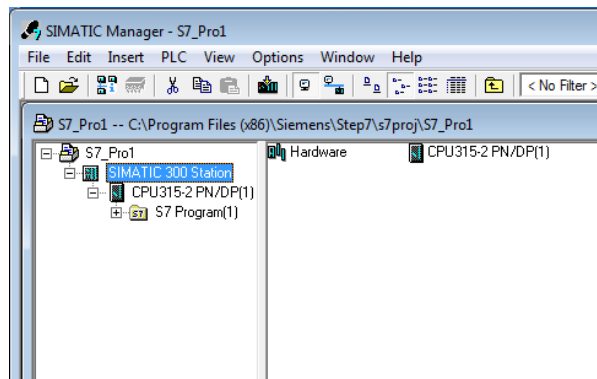 SIMATIC Manager - S7_Pro1
File Edit Insert PLC View Options Window Help
< No Filter >
S7_Pro1 -- C:\Program Files (x86)\Siemens\Step7\s7proj\S7_Pro1
S7_Pro1
SIMATIC 300 Station
CPU315-2 PN/DP(1)
S7 Program(1)
Hardware
CPU315-2 PN/DP(1)